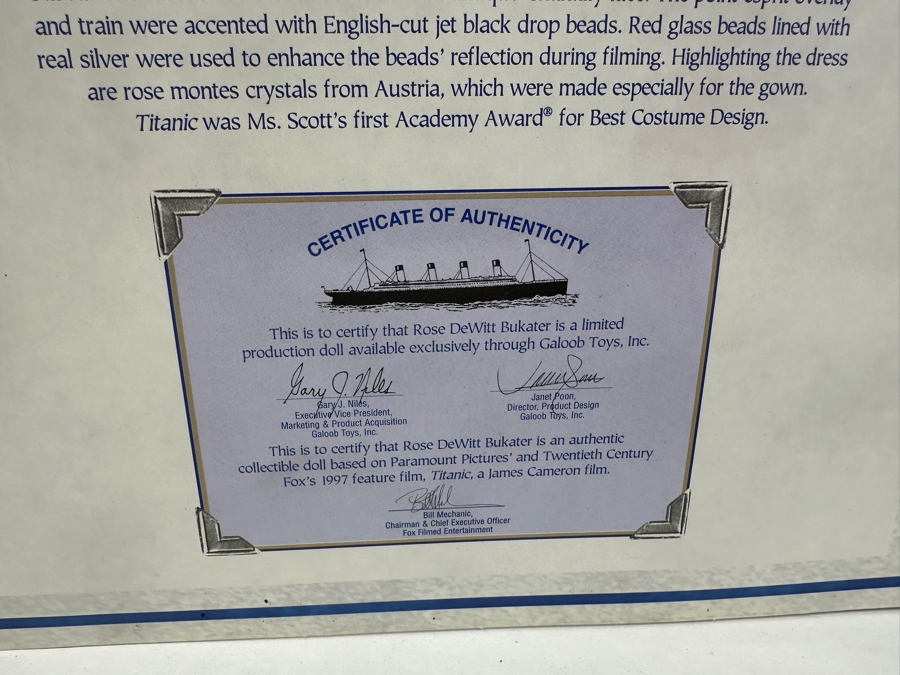 and train were accented with English-cut jet black drop beads. Red glass beads lined with
real silver were used to enhance the beads' reflection during filming. Highlighting the dress
are rose montes crystals from Austria, which were made especially for the gown.
Titanic was Ms. Scott's first Academy Award® for Best Costume Design.
CERTIFICATE OF AUTHENTICITY
This is to certify that Rose DeWitt Bukater is a limited
production doll available exclusively through Galoob Toys, Inc.
Gary J. Niles
Gary J. Niles,
Executive Vice President,
Marketing & Product Acquisition
Galoob Toys, Inc.
Janet Poon,
Director, Product Design
Galoob Toys, Inc.
This is to certify that Rose DeWitt Bukater is an authentic
collectible doll based on Paramount Pictures' and Twentieth Century
Fox's 1997 feature film, Titanic, a James Cameron film.
Bill Mechanic,
Chairman & Chief Executive Officer
Fox Filmed Entertainment